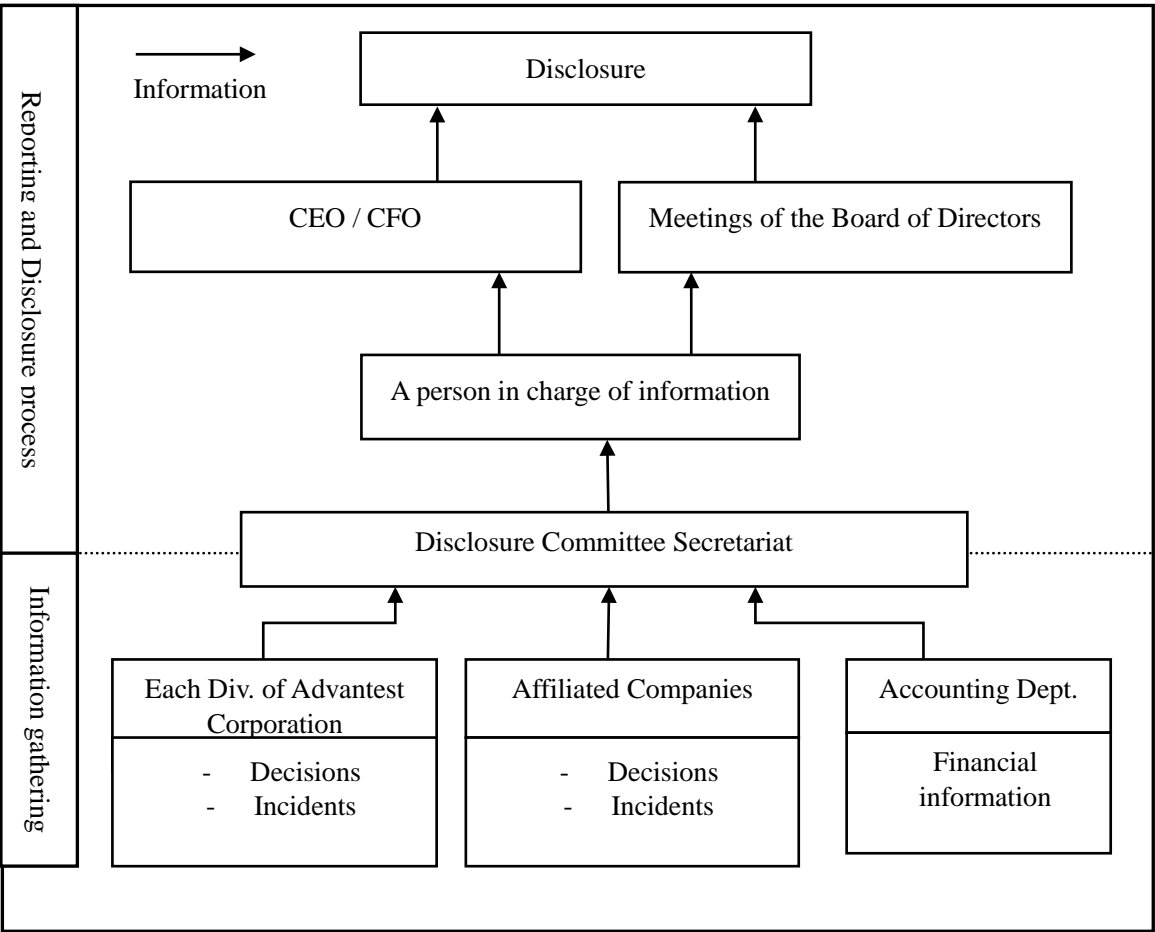 Information
Disclosure
CEO / CFO
Meetings of the Board of Directors
A person in charge of information
Disclosure Committee Secretariat
Reporting and Disclosure process
Information gathering
Each Div. of Advantest
Corporation
- Decisions
- Incidents
Affiliated Companies
- Decisions
- Incidents
Accounting Dept.
Financial
information